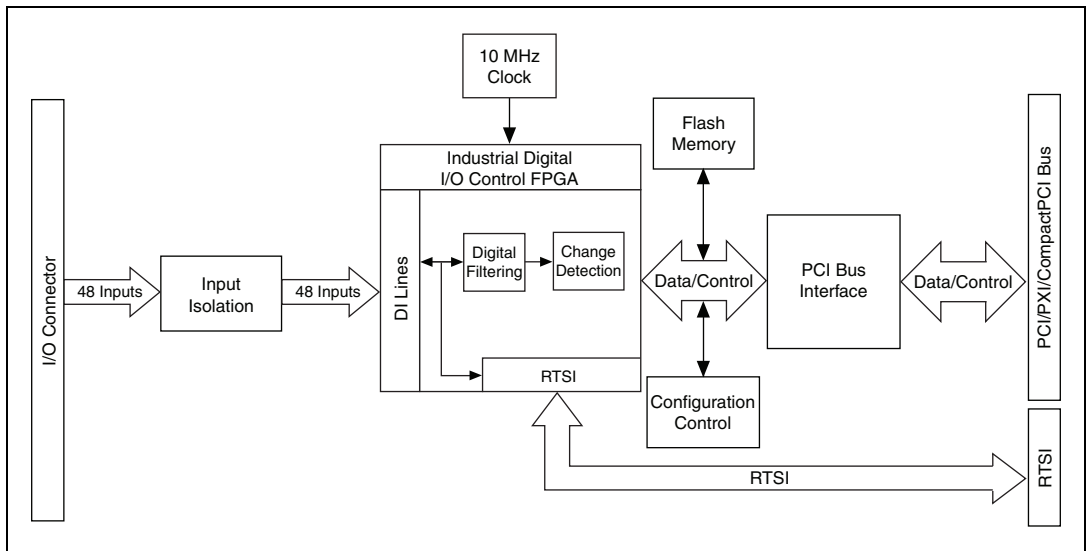 10 MHz
Clock
Flash
Memory
Industrial Digital
I/O Control FPGA
I/O Connector
48 Inputs
Input
Isolation
48 Inputs
DI Lines
Digital
Filtering
Change
Detection
RTSI
Data/Control
PCI Bus
Interface
Data/Control
PCI/PXI/CompactPCI Bus
Configuration
Control
RTSI
RTSI